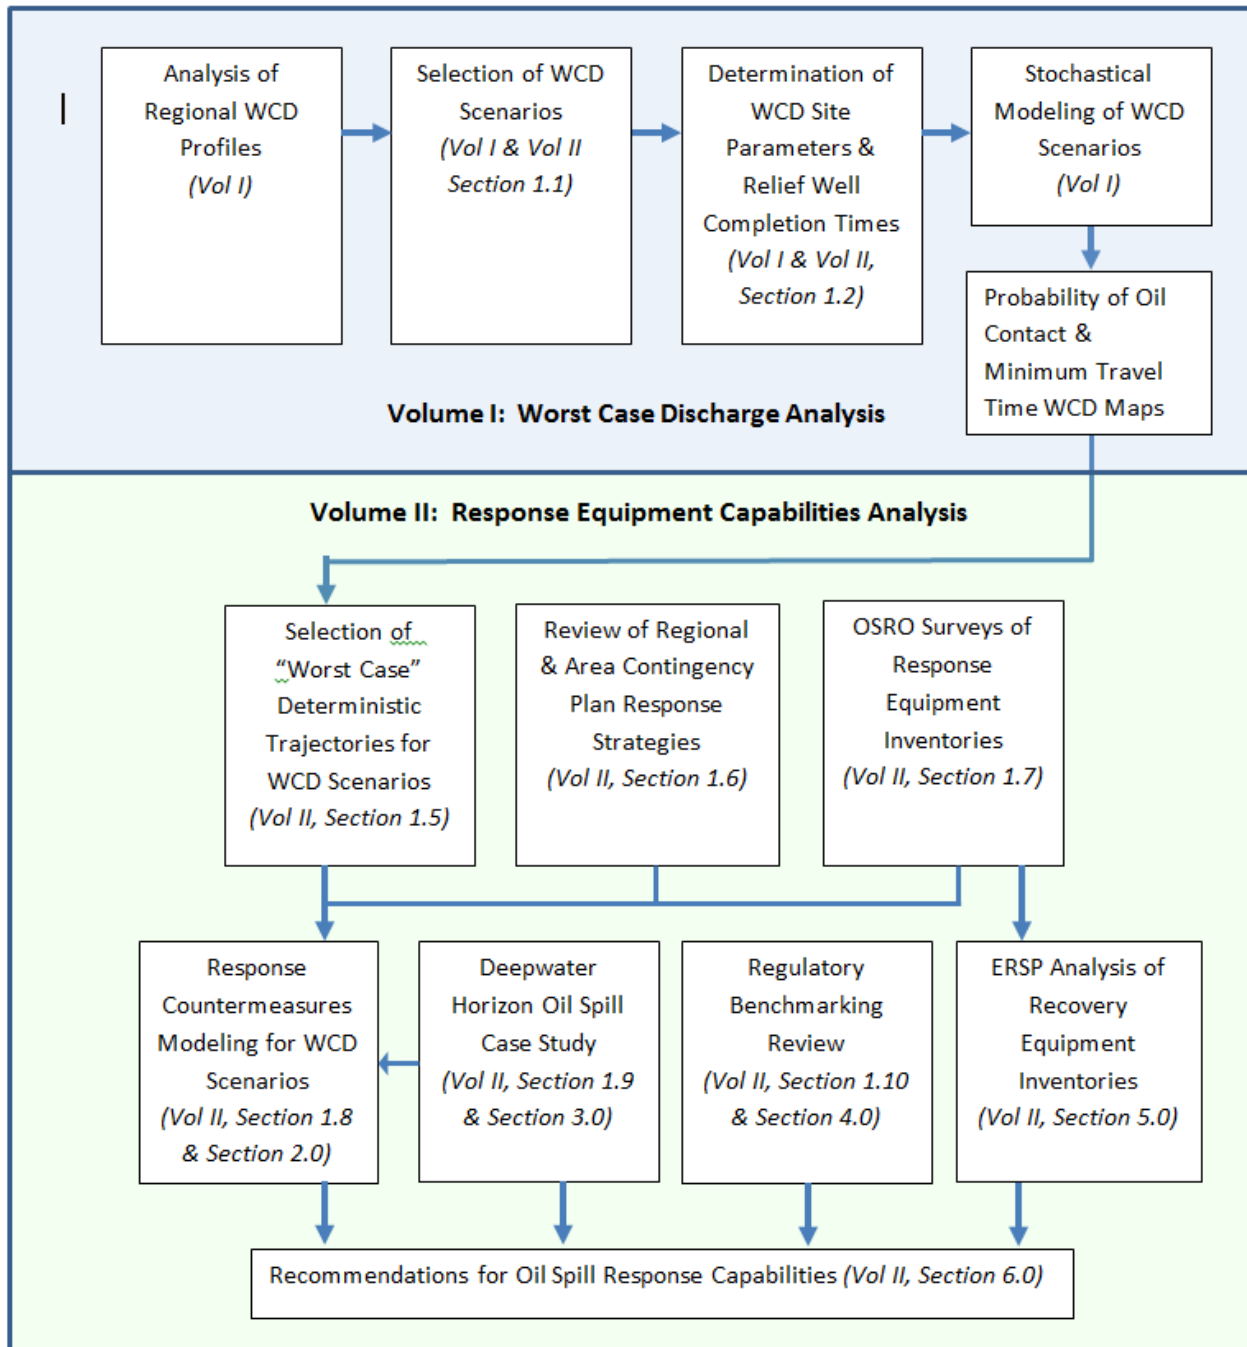 Analysis of
Regional WCD
Profiles
(Vol I)
Selection of WCD
Scenarios
(Vol I & Vol II
Section 1.1)
Determination of
WCD Site
Parameters &
Relief Well
Completion Times
(Vol I & Vol II,
Section 1.2)
Stochastical
Modeling of WCD
Scenarios
(Vol I)
Probability of Oil
Contact &
Minimum Travel
Time WCD Maps
Volume I:  Worst Case Discharge Analysis
Volume II:  Response Equipment Capabilities Analysis
Selection of
“Worst Case”
Deterministic
Trajectories for
WCD Scenarios
(Vol II, Section 1.5)
Review of Regional
& Area Contingency
Plan Response
Strategies
(Vol II, Section 1.6)
OSRO Surveys of
Response
Equipment
Inventories
(Vol II, Section 1.7)
Response
Countermeasures
Modeling for WCD
Scenarios
(Vol II, Section 1.8
& Section 2.0)
Deepwater
Horizon Oil Spill
Case Study
(Vol II, Section 1.9
& Section 3.0)
Regulatory
Benchmarking
Review
(Vol II, Section 1.10
& Section 4.0)
ERSP Analysis of
Recovery
Equipment
Inventories
(Vol II, Section 5.0)
Recommendations for Oil Spill Response Capabilities (Vol II, Section 6.0)